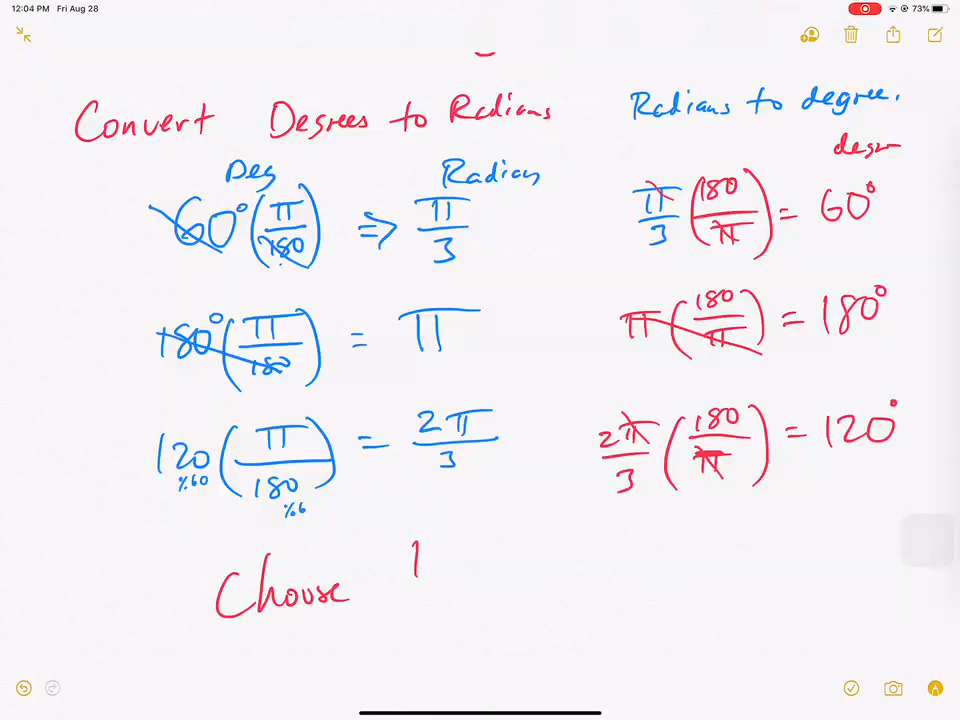 12:04 PM Fri Aug 28 73%
Convert Degrees to Radians
Deg Radian
60° (π/180) ⇒ π/3
180° (π/180) = π
120 (π/180) = 2π/3
%60 %6
Choose
Radians to degree.
π/3 (180/π) = 60°
π (180/π) = 180°
2π/3 (180/π) = 120°